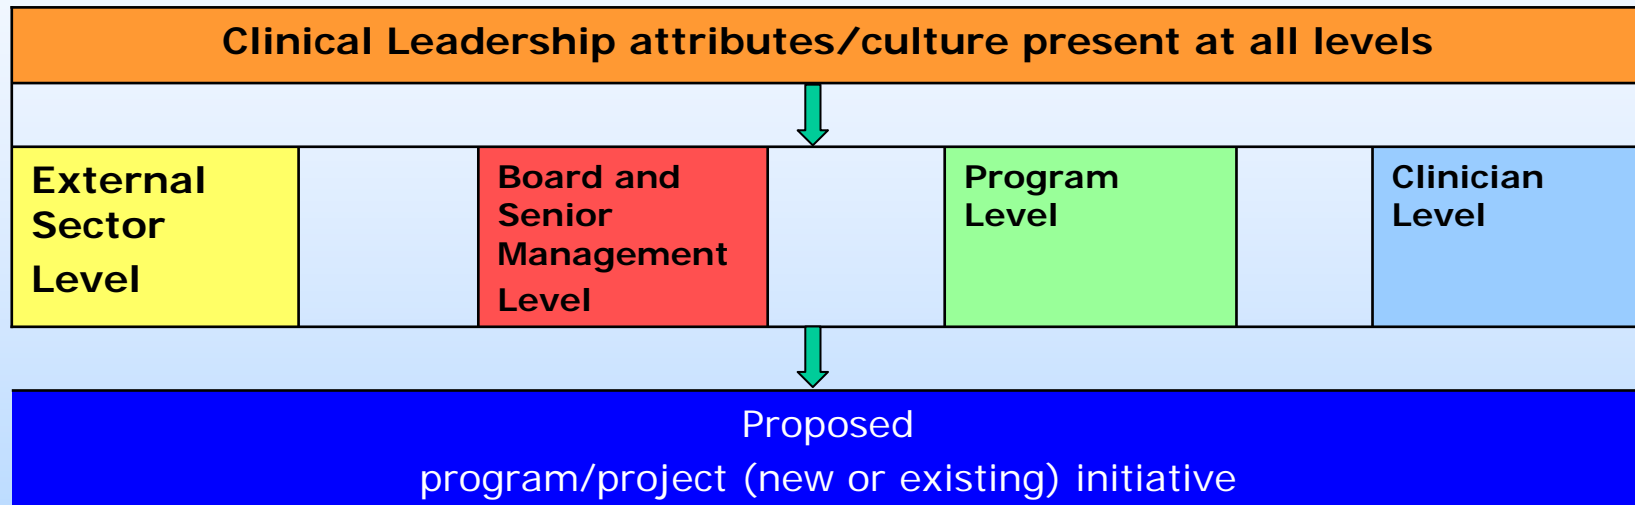 Clinical Leadership attributes/culture present at all levels
External
Sector
Level
Board and
Senior
Management
Level
Program
Level
Clinician
Level
Proposed
program/project (new or existing) initiative